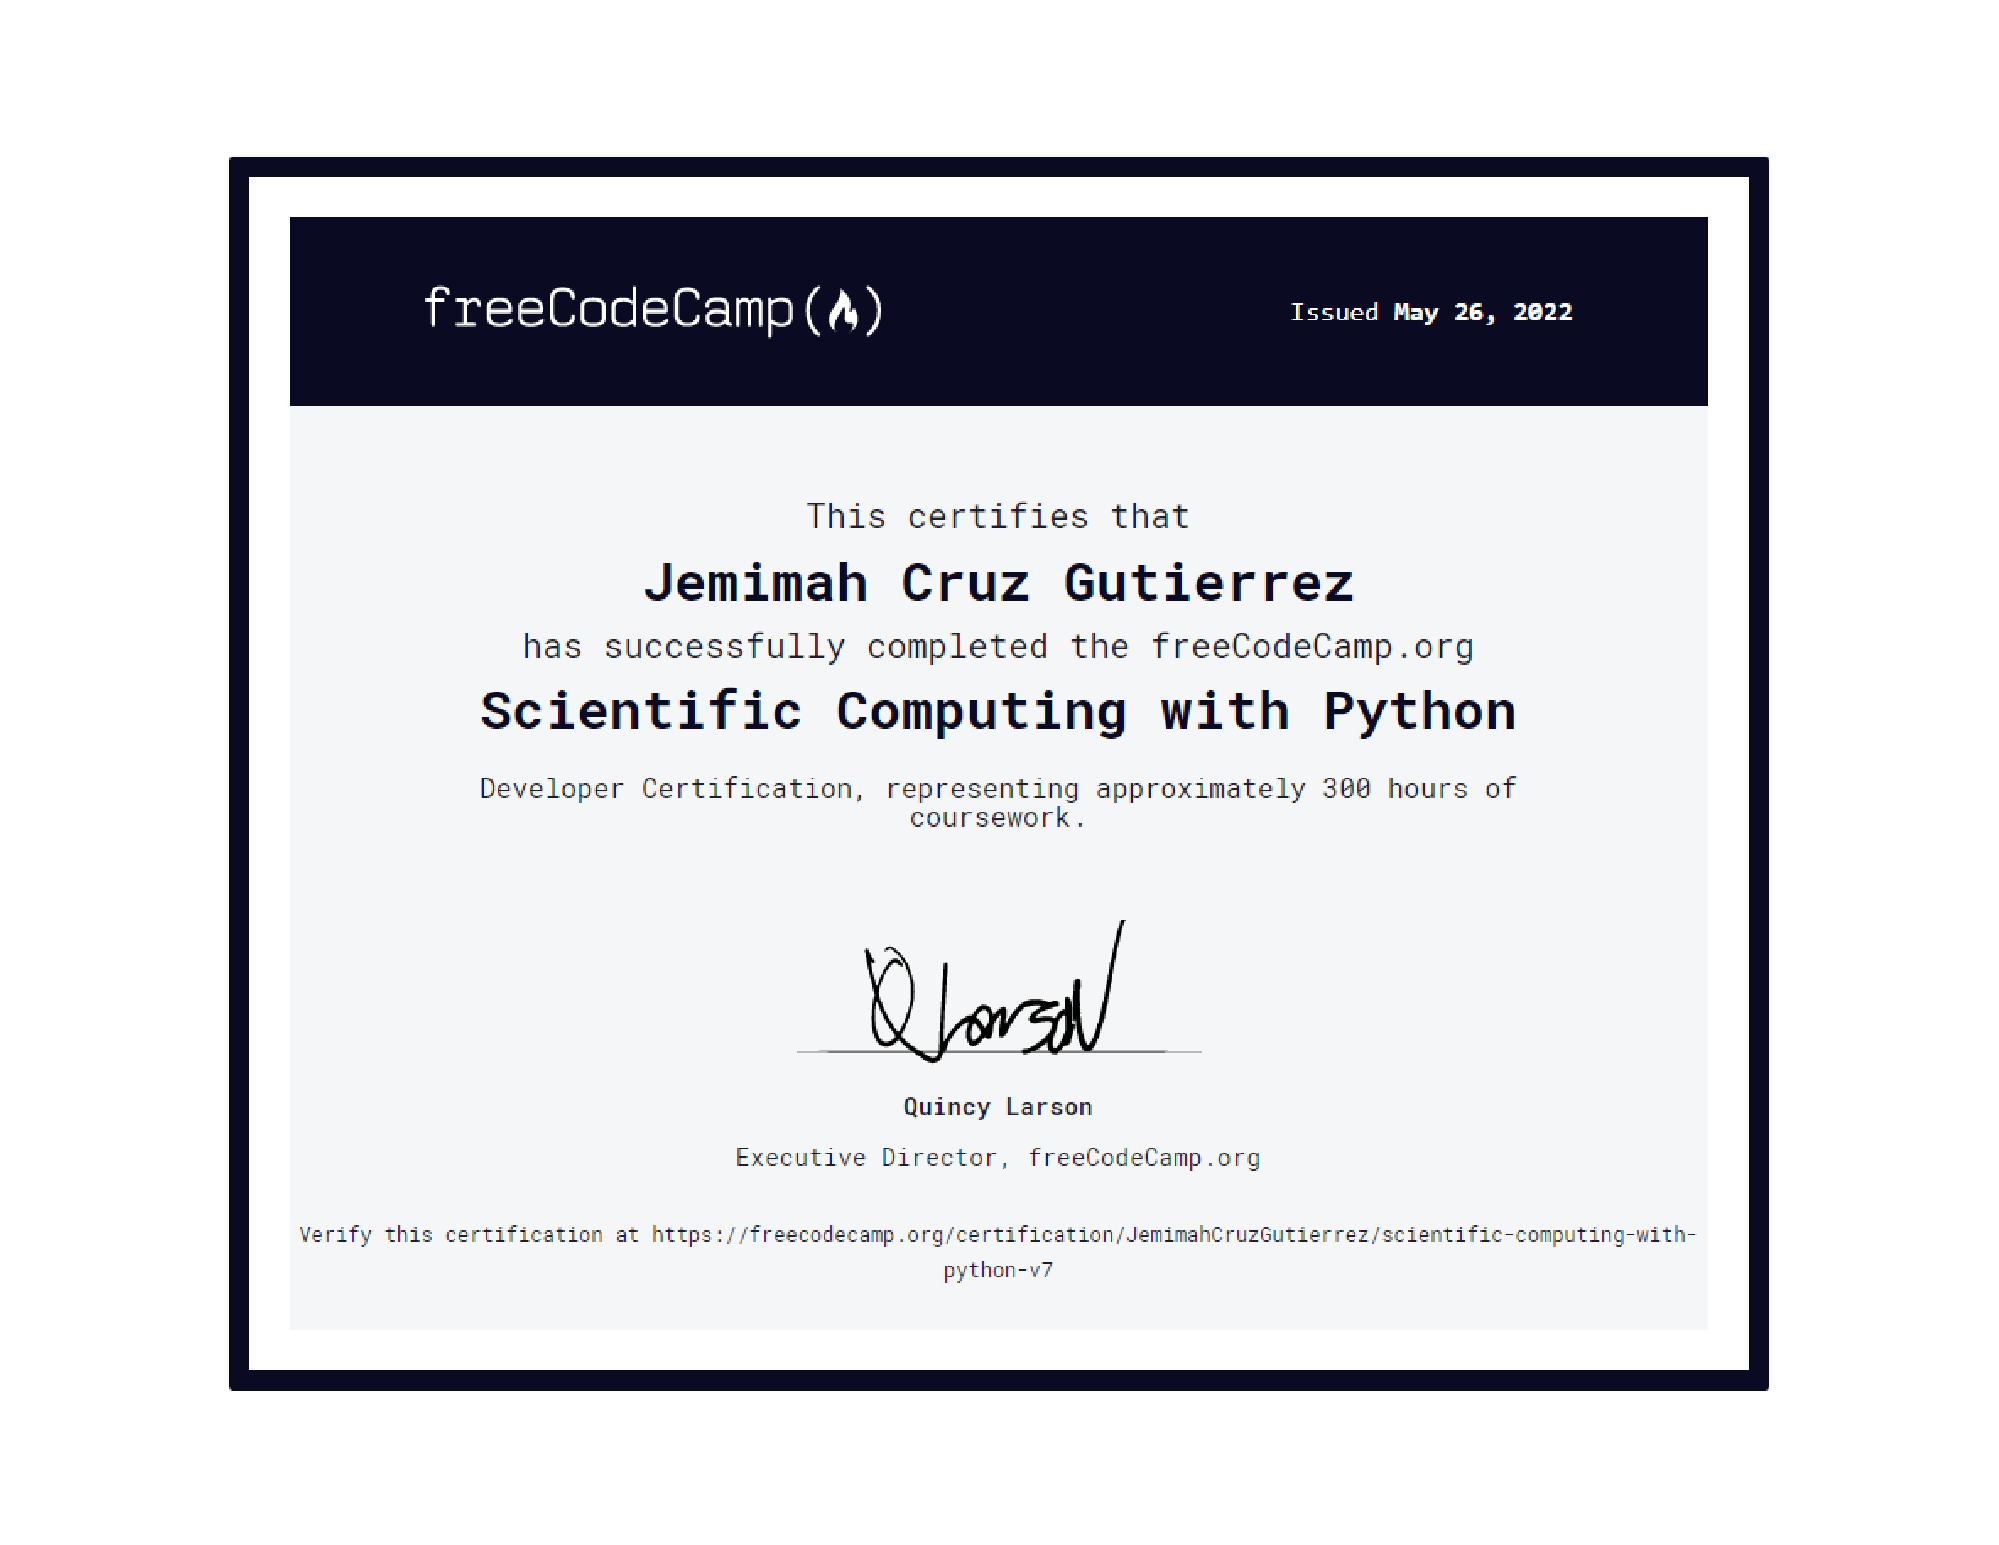 freeCodeCamp(🔥)
Issued May 26, 2022
This certifies that
Jemimah Cruz Gutierrez
has successfully completed the freeCodeCamp.org
Scientific Computing with Python
Developer Certification, representing approximately 300 hours of
coursework.
Q Larson
Quincy Larson
Executive Director, freeCodeCamp.org
Verify this certification at https://freecodecamp.org/certification/JemimahCruzGutierrez/scientific-computing-with-
python-v7